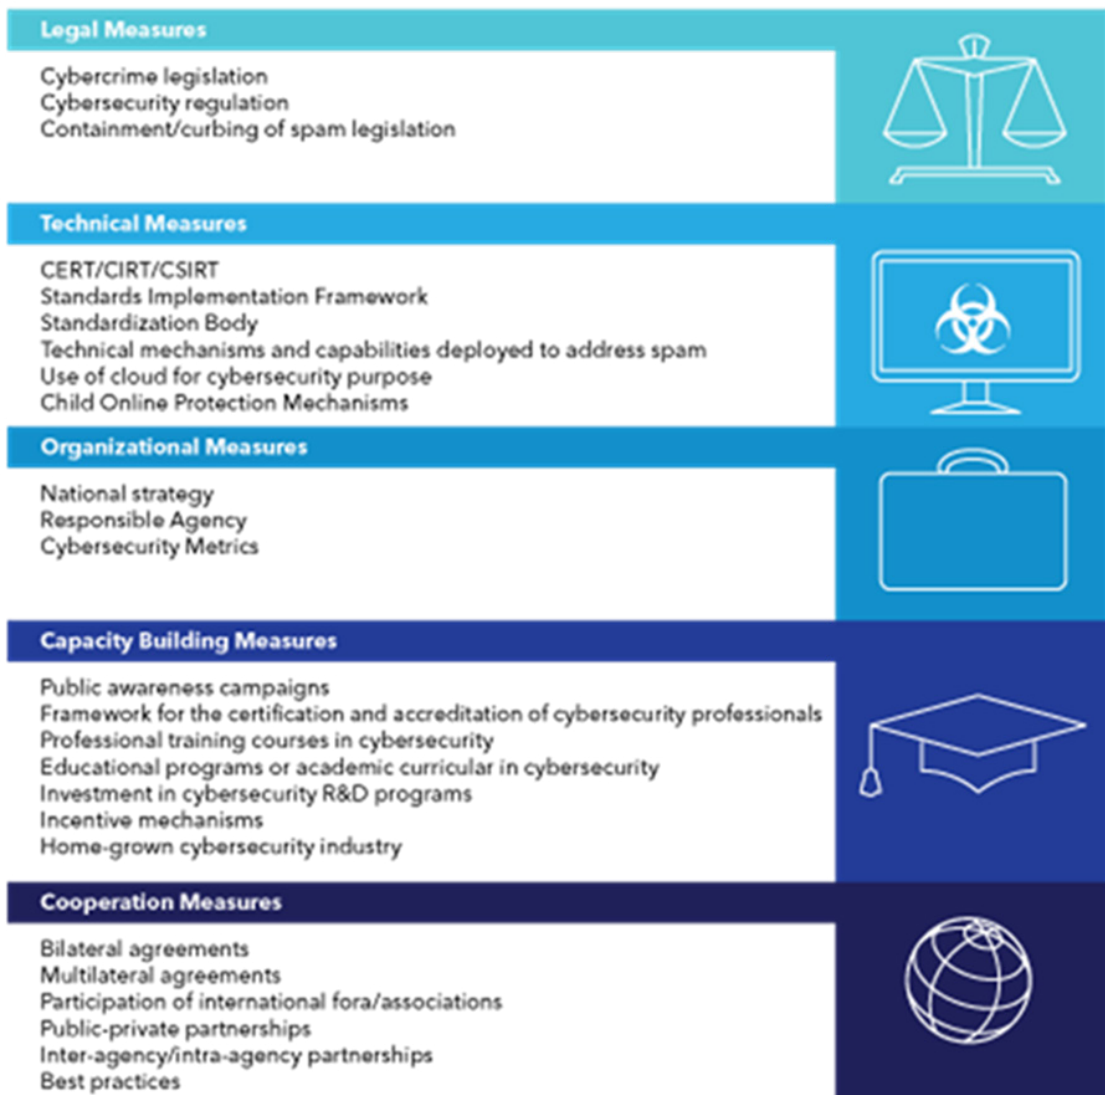 Legal Measures
Cybercrime legislation
Cybersecurity regulation
Containment/curbing of spam legislation
Technical Measures
CERT/CIRT/CSIRT
Standards Implementation Framework
Standardization Body
Technical mechanisms and capabilities deployed to address spam
Use of cloud for cybersecurity purpose
Child Online Protection Mechanisms
Organizational Measures
National strategy
Responsible Agency
Cybersecurity Metrics
Capacity Building Measures
Public awareness campaigns
Framework for the certification and accreditation of cybersecurity professionals
Professional training courses in cybersecurity
Educational programs or academic curricular in cybersecurity
Investment in cybersecurity R&D programs
Incentive mechanisms
Home-grown cybersecurity industry
Cooperation Measures
Bilateral agreements
Multilateral agreements
Participation of international fora/associations
Public-private partnerships
Inter-agency/intra-agency partnerships
Best practices